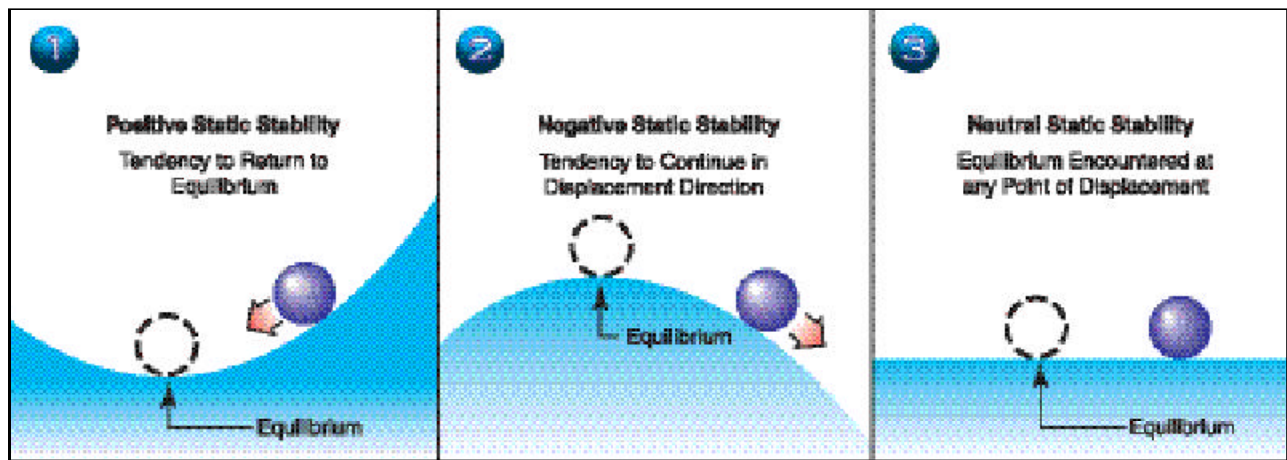 1
Positive Static Stability
Tendency to Return to
Equilibrium
Equilibrium
2
Negative Static Stability
Tendency to Continue in
Displacement Direction
Equilibrium
3
Neutral Static Stability
Equilibrium Encountered at
any Point of Displacement
Equilibrium